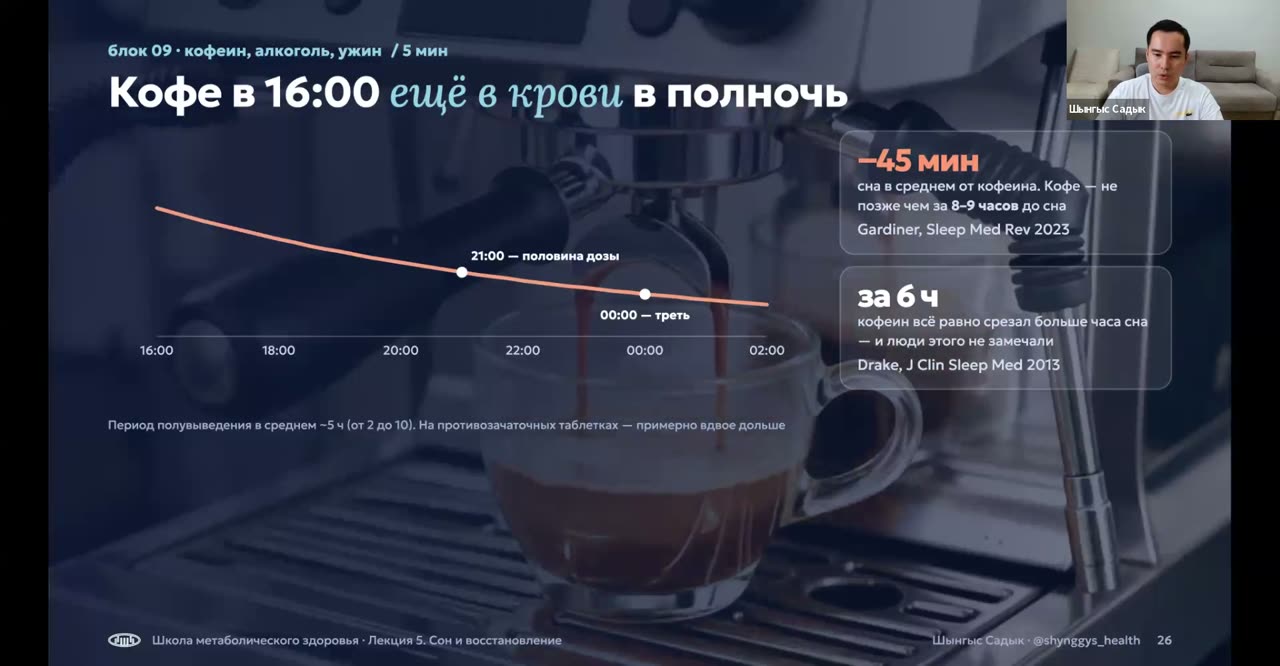 блок 09 · кофеин, алкоголь, ужин / 5 мин
Кофе в 16:00 ещё в крови в полночь
Шынгыс Садык
−45 мин
сна в среднем от кофеина. Кофе — не
позже чем за 8–9 часов до сна
Gardiner, Sleep Med Rev 2023
21:00 — половина дозы
00:00 — треть
16:00 18:00 20:00 22:00 00:00 02:00
за 6 ч
кофеин всё равно срезал больше часа сна
— и люди этого не замечали
Drake, J Clin Sleep Med 2013
Период полувыведения в среднем ~5 ч (от 2 до 10). На противозачаточных таблетках — примерно вдвое дольше
Школа метаболического здоровья · Лекция 5. Сон и восстановление
Шынгыс Садык · @shynggys_health 26